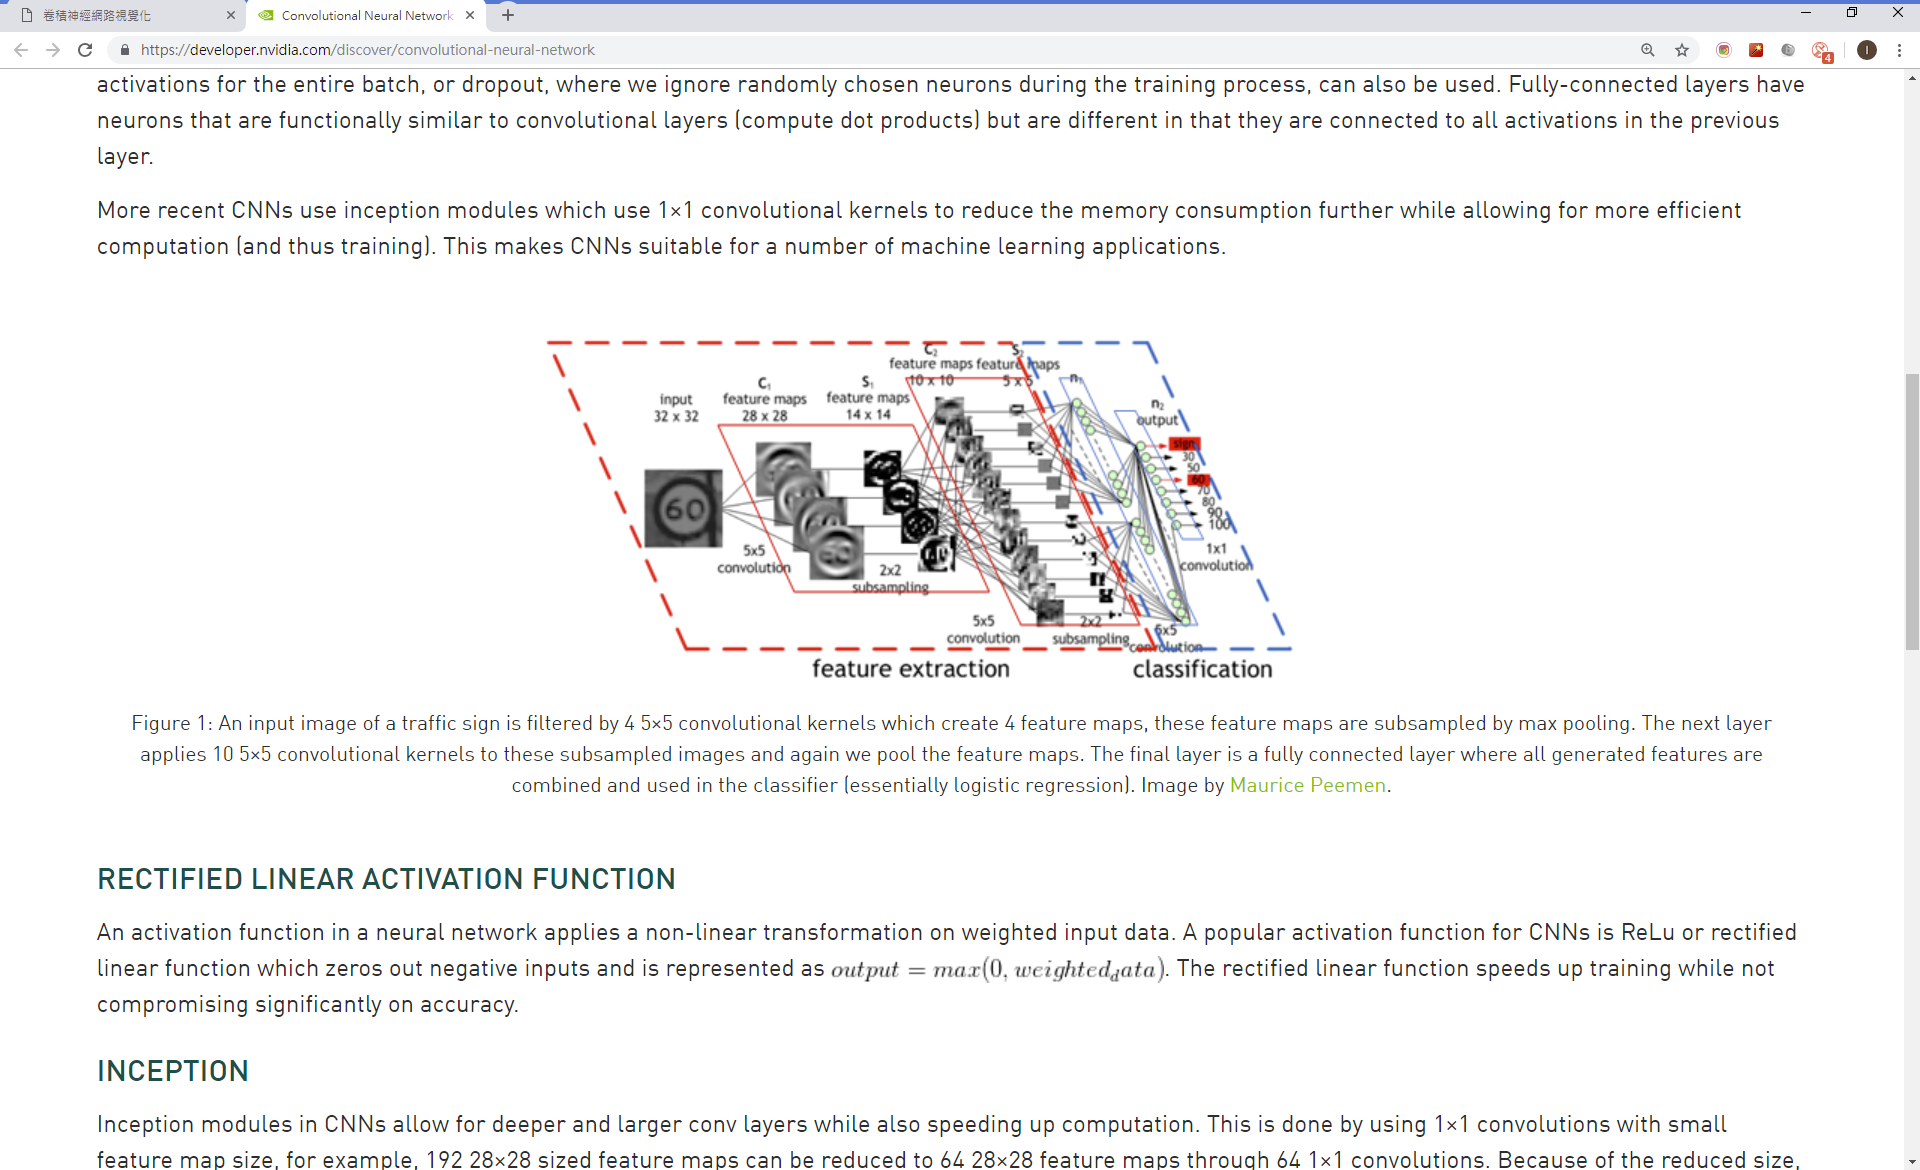 卷積神經網路視覺化
Convolutional Neural Network
https://developer.nvidia.com/discover/convolutional-neural-network
4
I
activations for the entire batch, or dropout, where we ignore randomly chosen neurons during the training process, can also be used. Fully-connected layers have
neurons that are functionally similar to convolutional layers (compute dot products) but are different in that they are connected to all activations in the previous
layer.
More recent CNNs use inception modules which use 1×1 convolutional kernels to reduce the memory consumption further while allowing for more efficient
computation (and thus training). This makes CNNs suitable for a number of machine learning applications.
C2
feature maps
10 x 10
S2
feature maps
5 x 5
input
32 x 32
C1
feature maps
28 x 28
S1
feature maps
14 x 14
n1
n2
output
60
sign
30
50
60
70
80
90
100
5x5
convolution
2x2
subsampling
5x5
convolution
2x2
subsampling
5x5
convolution
1x1
convolution
feature extraction
classification
Figure 1: An input image of a traffic sign is filtered by 4 5×5 convolutional kernels which create 4 feature maps, these feature maps are subsampled by max pooling. The next layer
applies 10 5×5 convolutional kernels to these subsampled images and again we pool the feature maps. The final layer is a fully connected layer where all generated features are
combined and used in the classifier (essentially logistic regression). Image by Maurice Peemen.
RECTIFIED LINEAR ACTIVATION FUNCTION
An activation function in a neural network applies a non-linear transformation on weighted input data. A popular activation function for CNNs is ReLu or rectified
linear function which zeros out negative inputs and is represented as output = max(0, weighted_data). The rectified linear function speeds up training while not
compromising significantly on accuracy.
INCEPTION
Inception modules in CNNs allow for deeper and larger conv layers while also speeding up computation. This is done by using 1×1 convolutions with small
feature map size, for example, 192 28×28 sized feature maps can be reduced to 64 28×28 feature maps through 64 1×1 convolutions. Because of the reduced size,